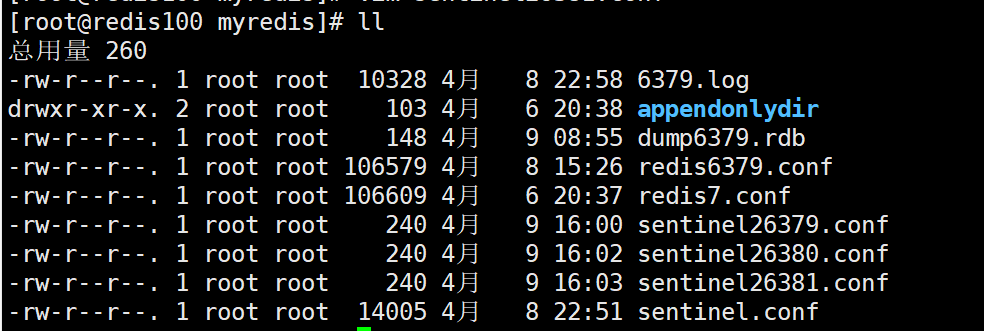 [root@redis100 myredis]# ll
总用量 260
-rw-r--r--. 1 root root  10328 4月   8 22:58 6379.log
drwxr-xr-x. 2 root root    103 4月   6 20:38 appendonlydir
-rw-r--r--. 1 root root    148 4月   9 08:55 dump6379.rdb
-rw-r--r--. 1 root root 106579 4月   8 15:26 redis6379.conf
-rw-r--r--. 1 root root 106609 4月   6 20:37 redis7.conf
-rw-r--r--. 1 root root    240 4月   9 16:00 sentinel26379.conf
-rw-r--r--. 1 root root    240 4月   9 16:02 sentinel26380.conf
-rw-r--r--. 1 root root    240 4月   9 16:03 sentinel26381.conf
-rw-r--r--. 1 root root  14005 4月   8 22:51 sentinel.conf